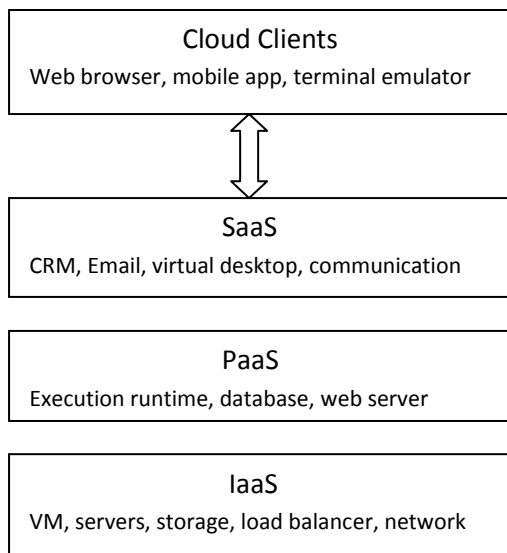 Cloud Clients
Web browser, mobile app, terminal emulator
SaaS
CRM, Email, virtual desktop, communication
PaaS
Execution runtime, database, web server
IaaS
VM, servers, storage, load balancer, network